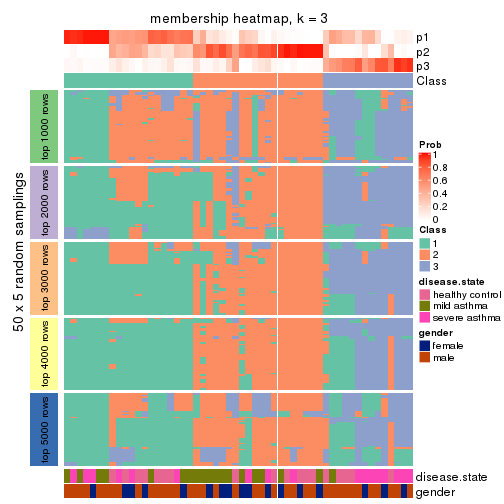 membership heatmap, k = 3
p1
p2
p3
Class
50 x 5 random samplings
top 1000 rows
top 2000 rows
top 3000 rows
top 4000 rows
top 5000 rows
Prob
1
0.8
0.6
0.4
0.2
0
Class
1
2
3
disease.state
healthy control
mild asthma
severe asthma
gender
female
male
disease.state
gender